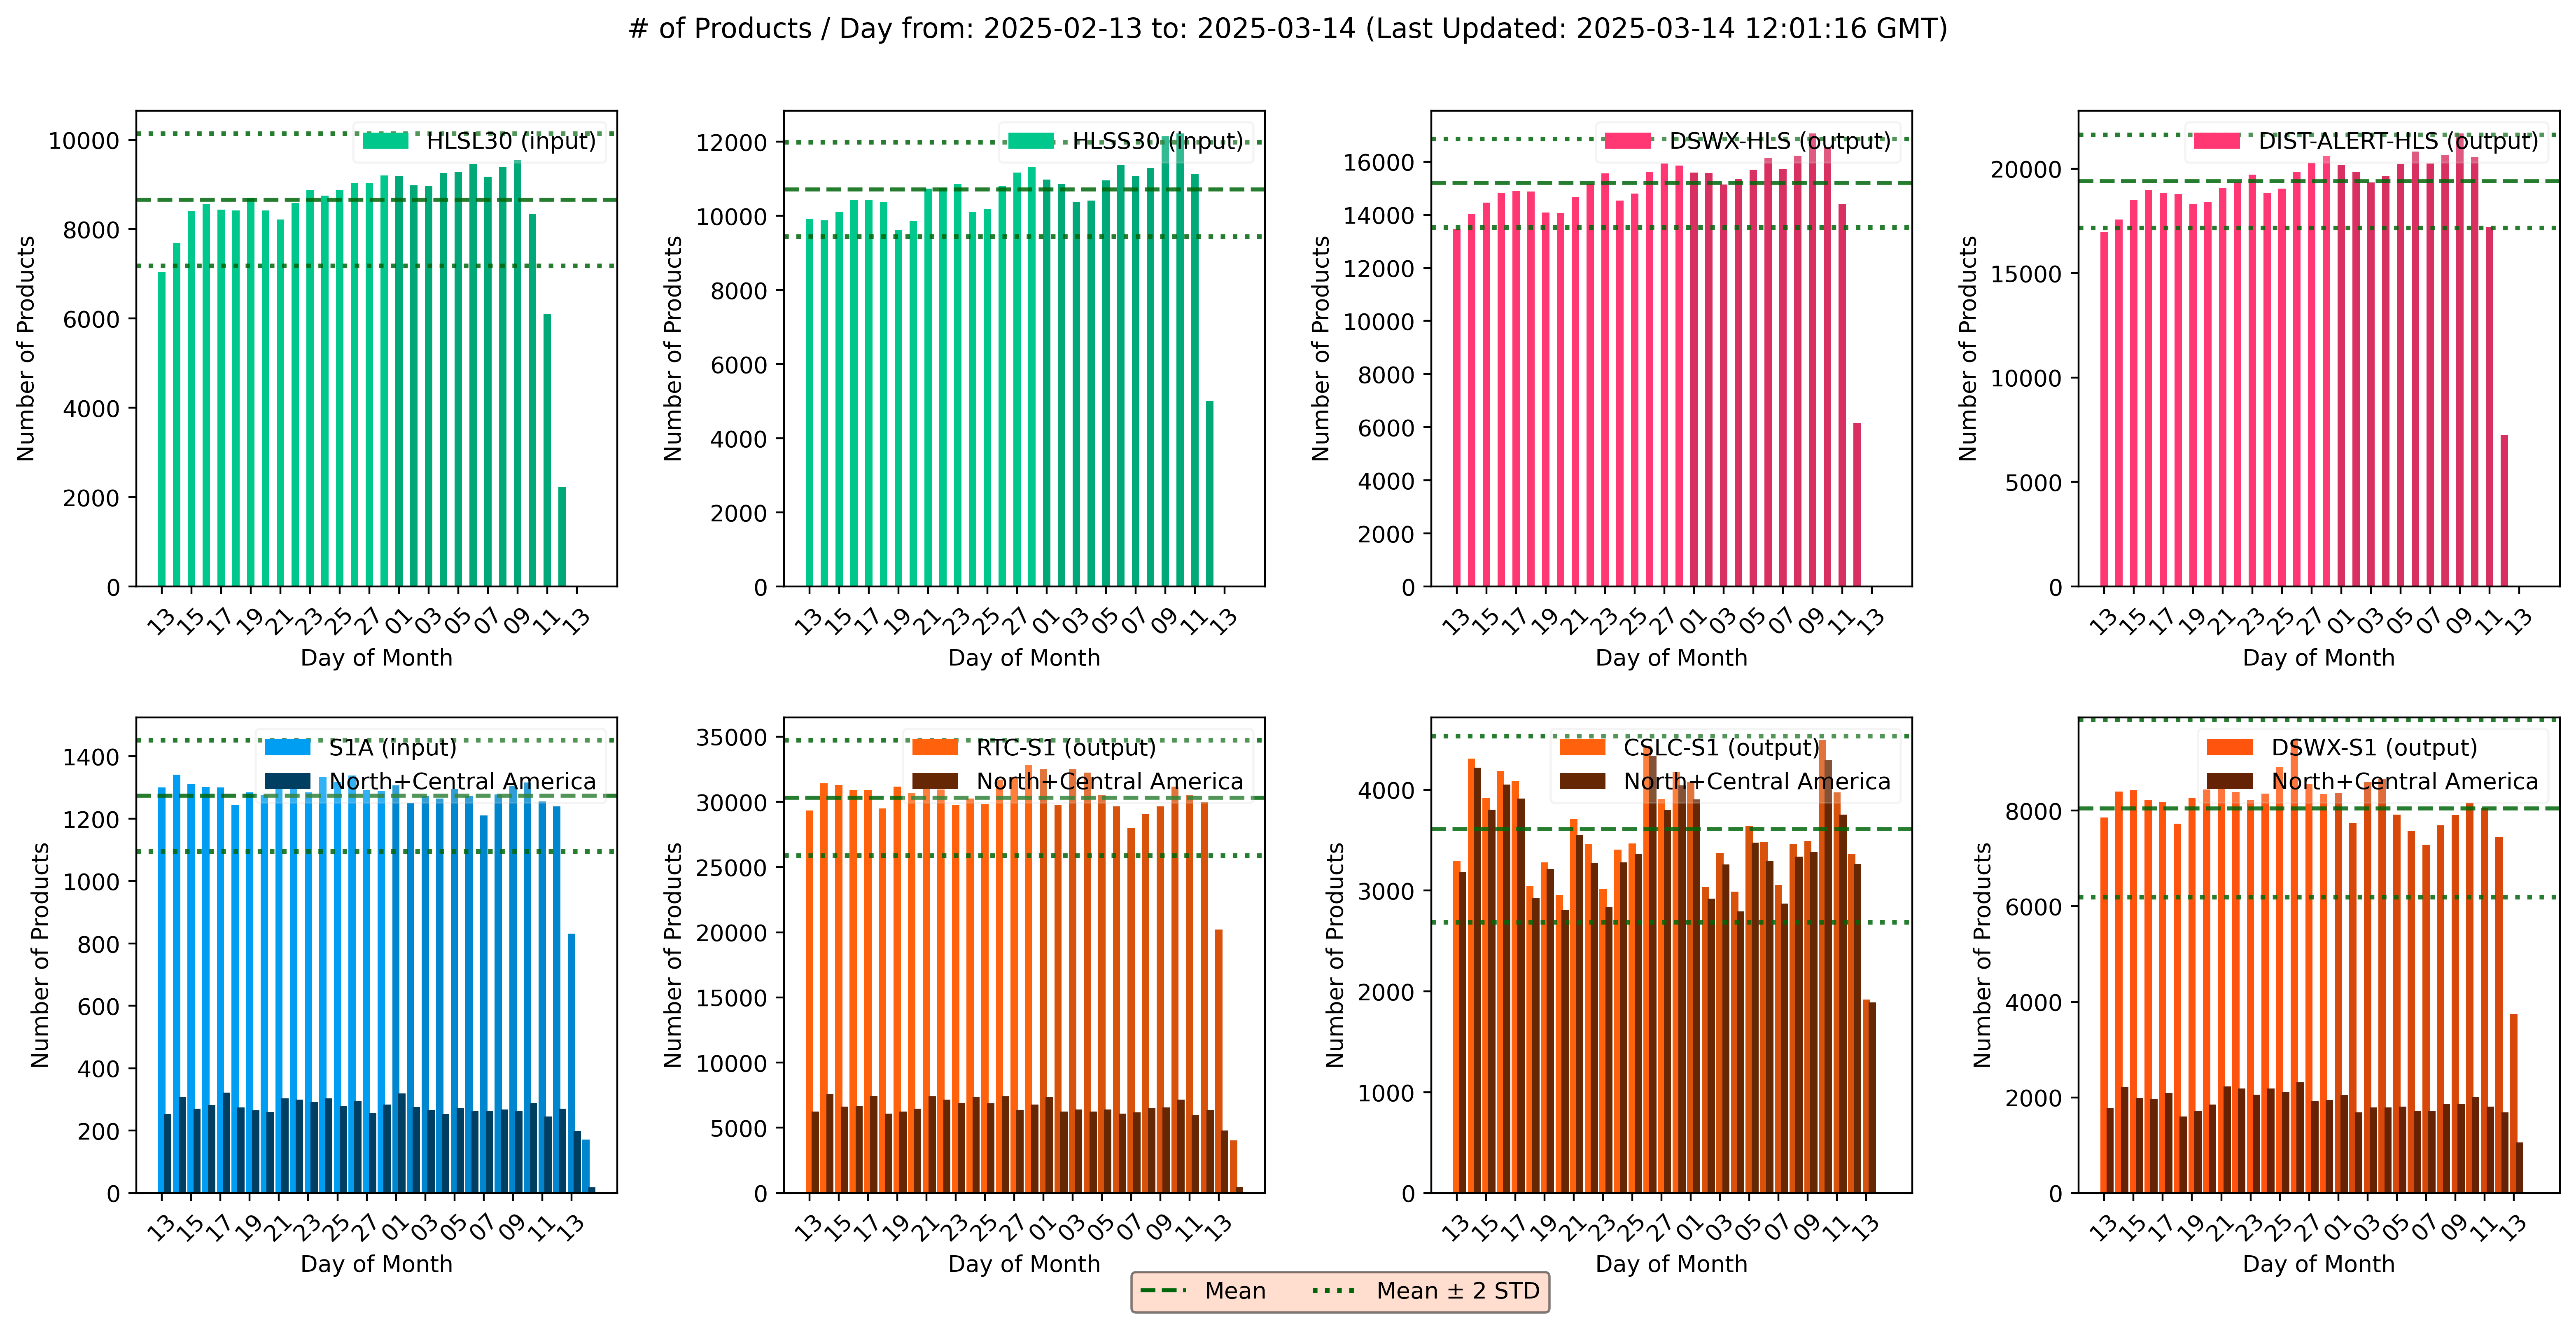 # of Products / Day from: 2025-02-13 to: 2025-03-14 (Last Updated: 2025-03-14 12:01:16 GMT)
HLSL30 (input)
Number of Products
10000
8000
6000
4000
2000
0
13 15 17 19 21 23 25 27 01 03 05 07 09 11 13
Day of Month
HLSS30 (input)
Number of Products
12000
10000
8000
6000
4000
2000
0
13 15 17 19 21 23 25 27 01 03 05 07 09 11 13
Day of Month
DSWX-HLS (output)
Number of Products
16000
14000
12000
10000
8000
6000
4000
2000
0
13 15 17 19 21 23 25 27 01 03 05 07 09 11 13
Day of Month
DIST-ALERT-HLS (output)
Number of Products
20000
15000
10000
5000
0
13 15 17 19 21 23 25 27 01 03 05 07 09 11 13
Day of Month
S1A (input)
North+Central America
Number of Products
1400
1200
1000
800
600
400
200
0
13 15 17 19 21 23 25 27 01 03 05 07 09 11 13
Day of Month
RTC-S1 (output)
North+Central America
Number of Products
35000
30000
25000
20000
15000
10000
5000
0
13 15 17 19 21 23 25 27 01 03 05 07 09 11 13
Day of Month
CSLC-S1 (output)
North+Central America
Number of Products
4000
3000
2000
1000
0
13 15 17 19 21 23 25 27 01 03 05 07 09 11 13
Day of Month
DSWX-S1 (output)
North+Central America
Number of Products
8000
6000
4000
2000
0
13 15 17 19 21 23 25 27 01 03 05 07 09 11 13
Day of Month
Mean
Mean ± 2 STD